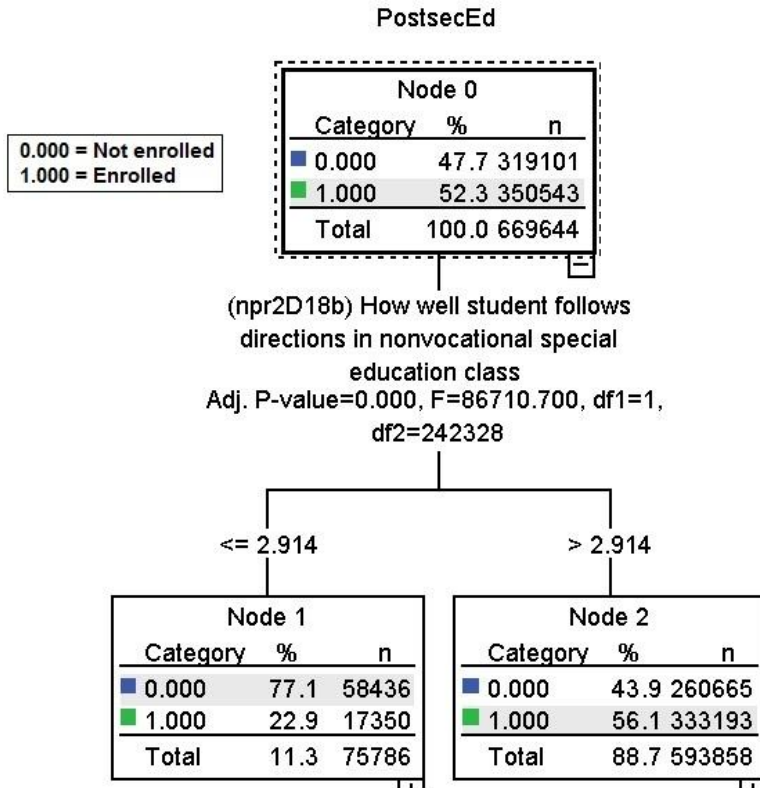 PostsecEd
0.000 = Not enrolled
1.000 = Enrolled
Node 0
Category % n
0.000 47.7 319101
1.000 52.3 350543
Total 100.0 669644
(npr2D18b) How well student follows
directions in nonvocational special
education class
Adj. P-value=0.000, F=86710.700, df1=1,
df2=242328
<= 2.914
> 2.914
Node 1
Category % n
0.000 77.1 58436
1.000 22.9 17350
Total 11.3 75786
Node 2
Category % n
0.000 43.9 260665
1.000 56.1 333193
Total 88.7 593858